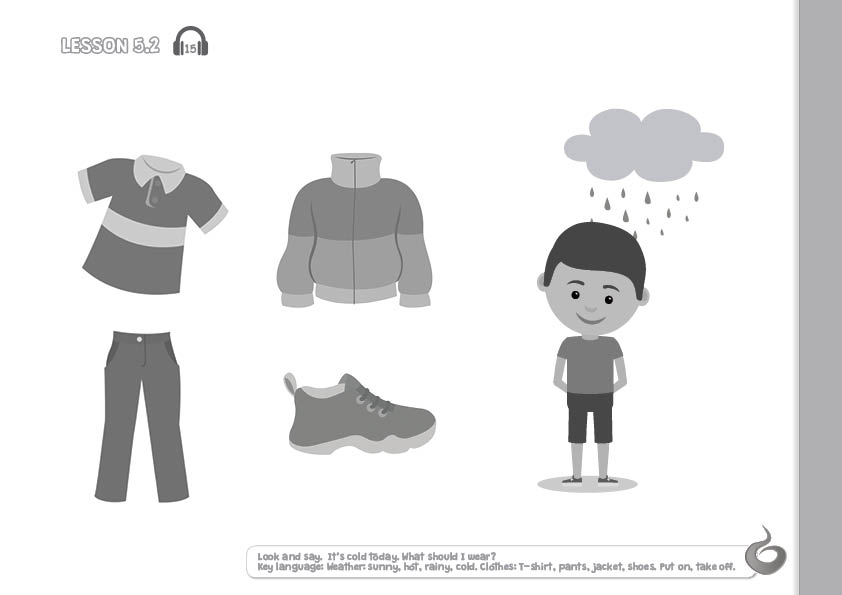 LESSON 5.2
15
Look and say. It's cold today. What should I wear?
Key language: Weather: sunny, hot, rainy, cold. Clothes: T-shirt, pants, jacket, shoes. Put on, take off.